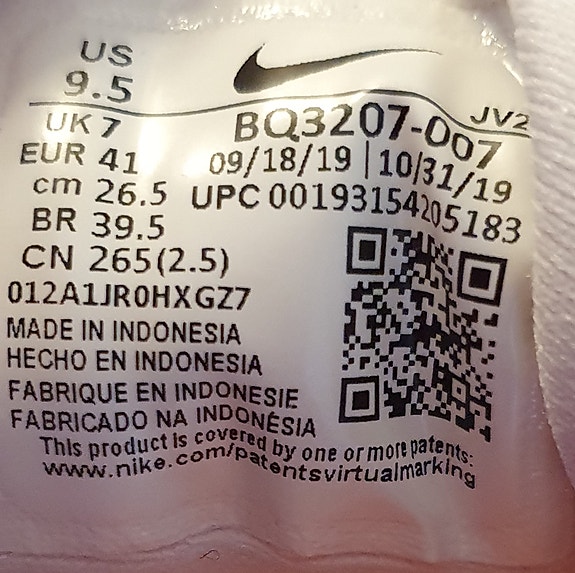 US
9.5
UK 7
EUR 41
cm 26.5
BR 39.5
CN 265(2.5)
012A1JR0HXGZ7
JV2
BQ3207-007
09/18/19 | 10/31/19
UPC 00193154205183
MADE IN INDONESIA
HECHO EN INDONESIA
FABRIQUE EN INDONESIE
FABRICADO NA INDONÉSIA
This product is covered by one or more patents:
www.nike.com/patentsvirtualmarking